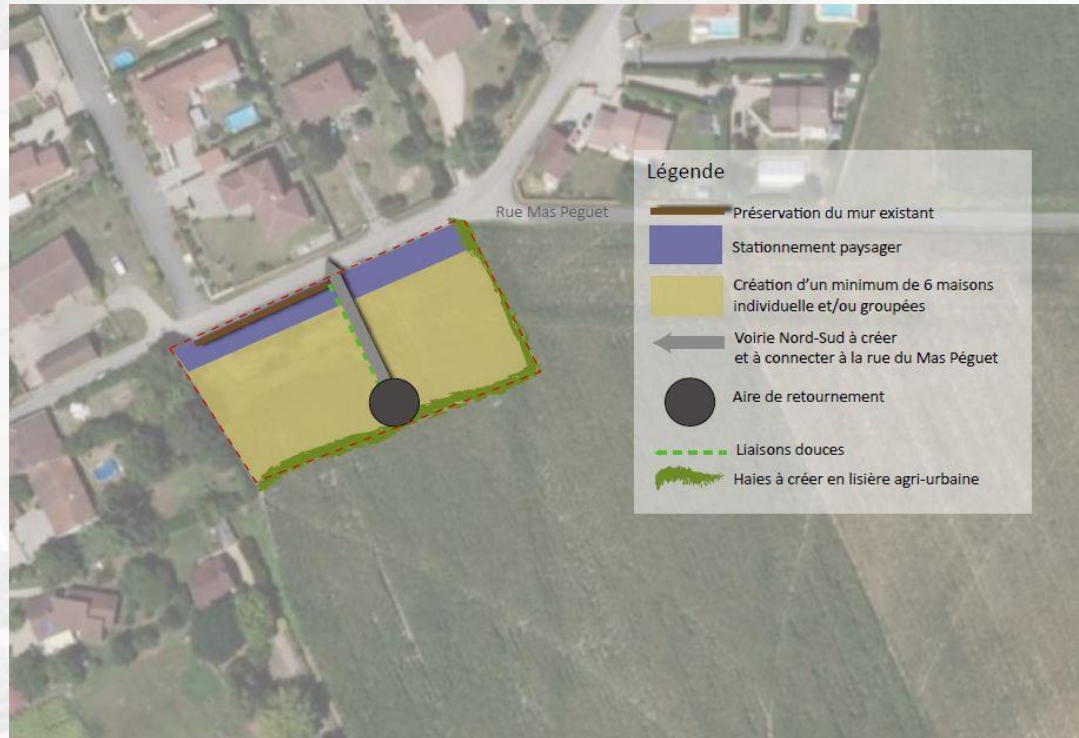 Rue Mas Peguet
Légende
Préservation du mur existant
Stationnement paysager
Création d'un minimum de 6 maisons
individuelle et/ou groupées
Voirie Nord-Sud à créer
et à connecter à la rue du Mas Péguet
Aire de retournement
Liaisons douces
Haies à créer en lisière agri-urbaine